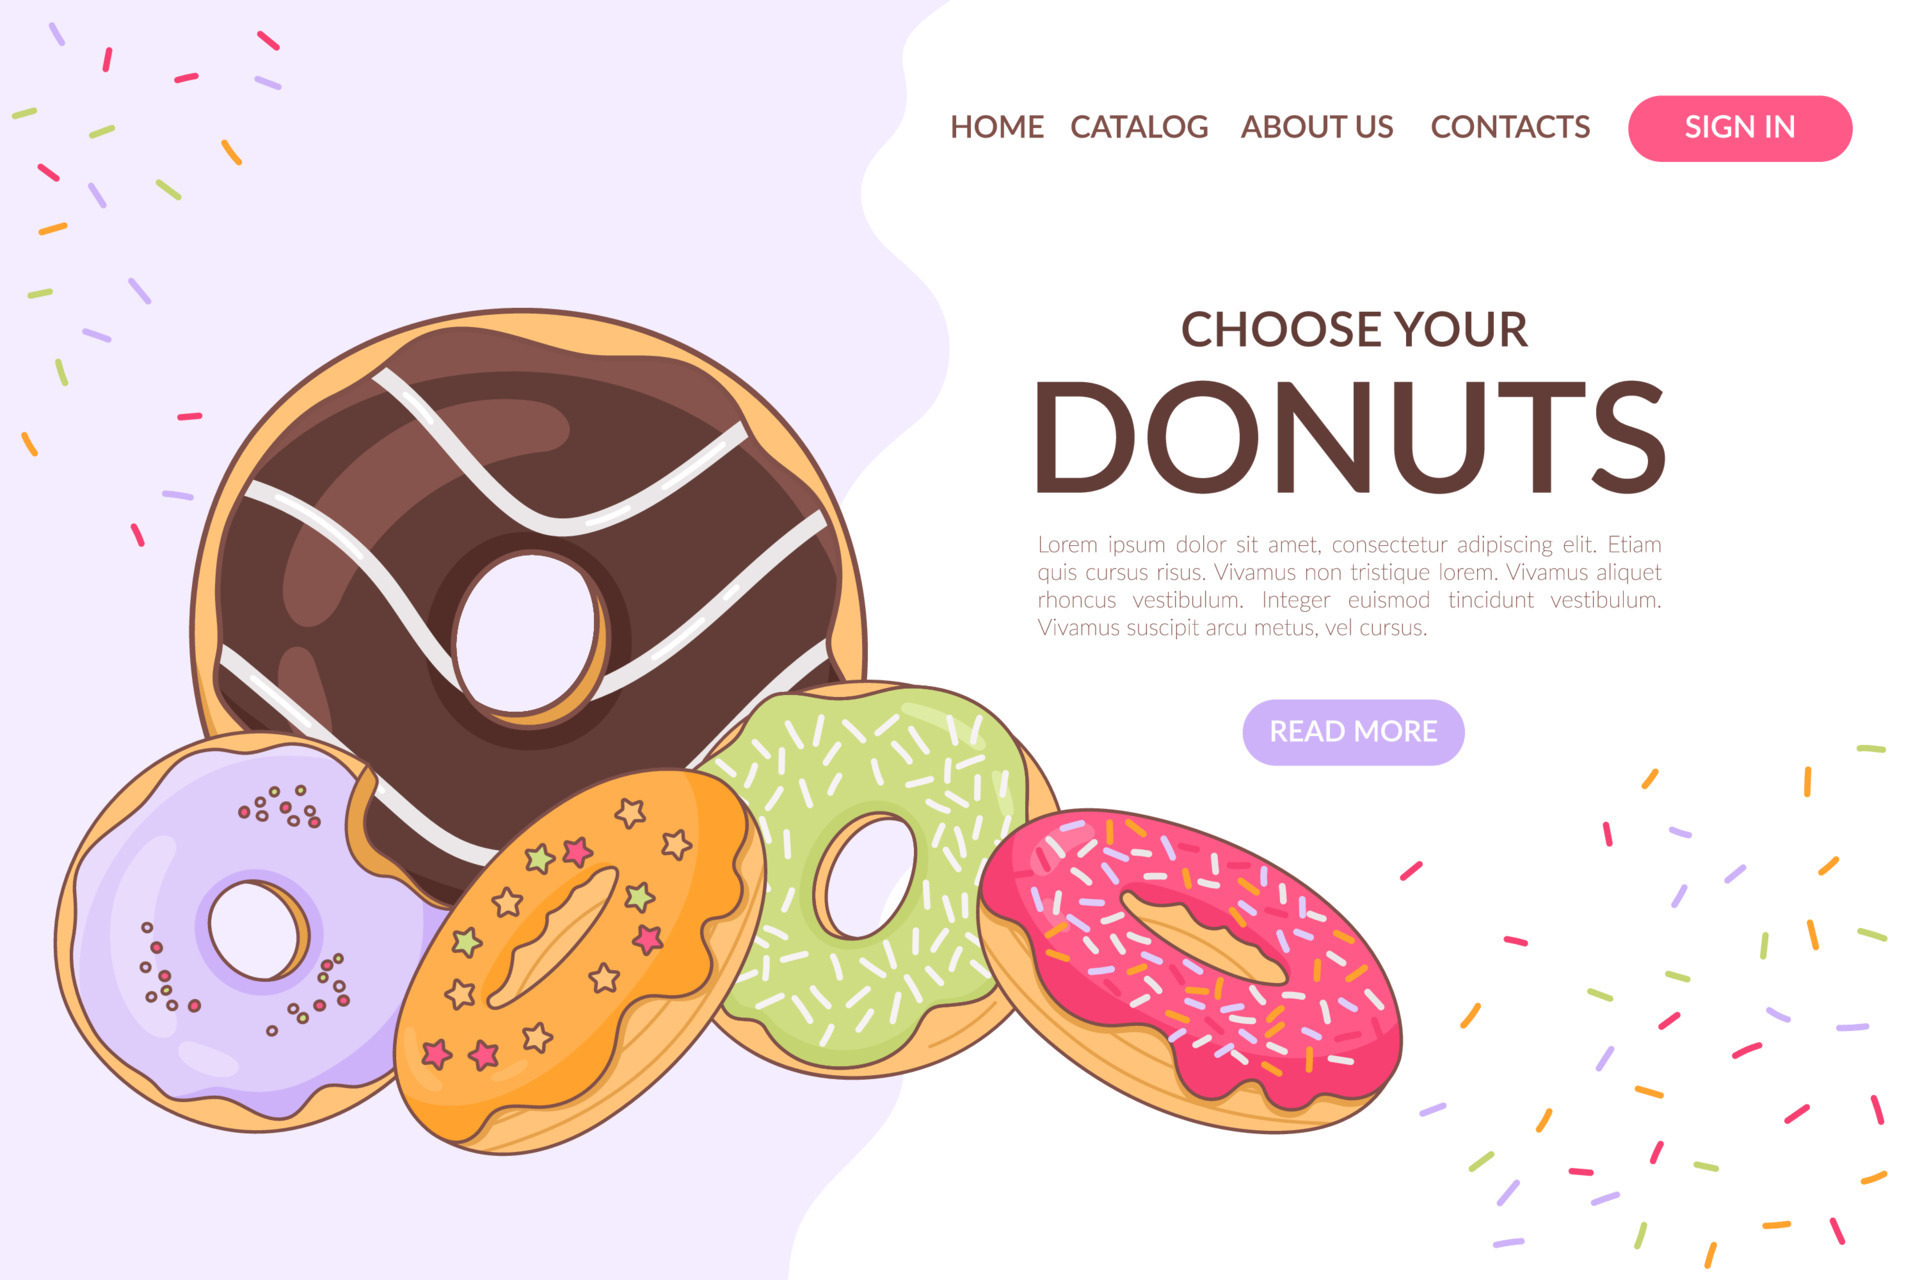 HOME CATALOG ABOUT US CONTACTS SIGN IN
CHOOSE YOUR
DONUTS
Lorem ipsum dolor sit amet, consectetur adipiscing elit. Etiam
quis cursus risus. Vivamus non tristique lorem. Vivamus aliquet
rhoncus vestibulum. Integer euismod tincidunt vestibulum.
Vivamus suscipit arcu metus, vel cursus.
READ MORE